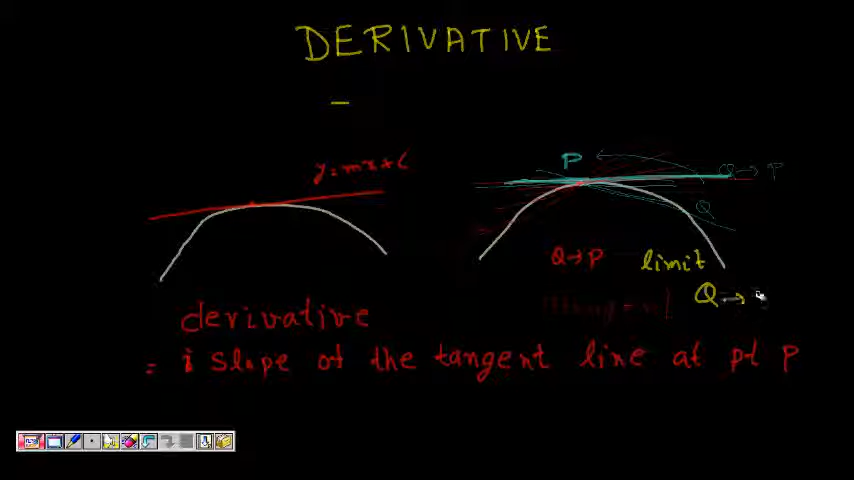 DERIVATIVE
y = mx + c
P
Q → P
Q
Q → P
limit
Q →
derivative
= slope of the tangent line at pt P